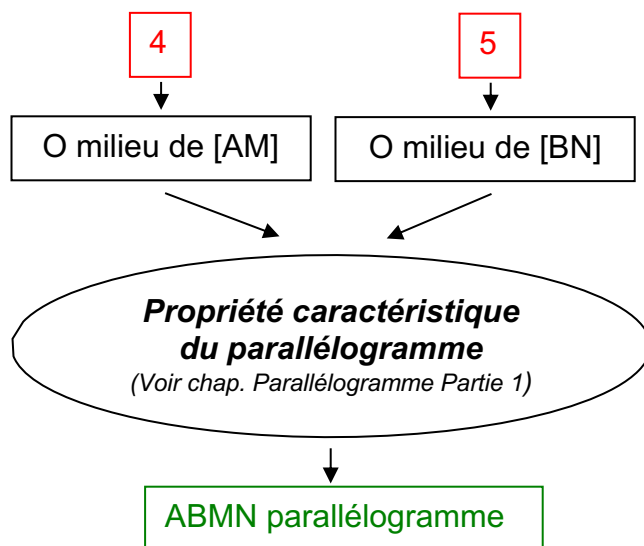 4
5
O milieu de [AM]
O milieu de [BN]
Propriété caractéristique
du parallélogramme
(Voir chap. Parallélogramme Partie 1)
ABMN parallélogramme